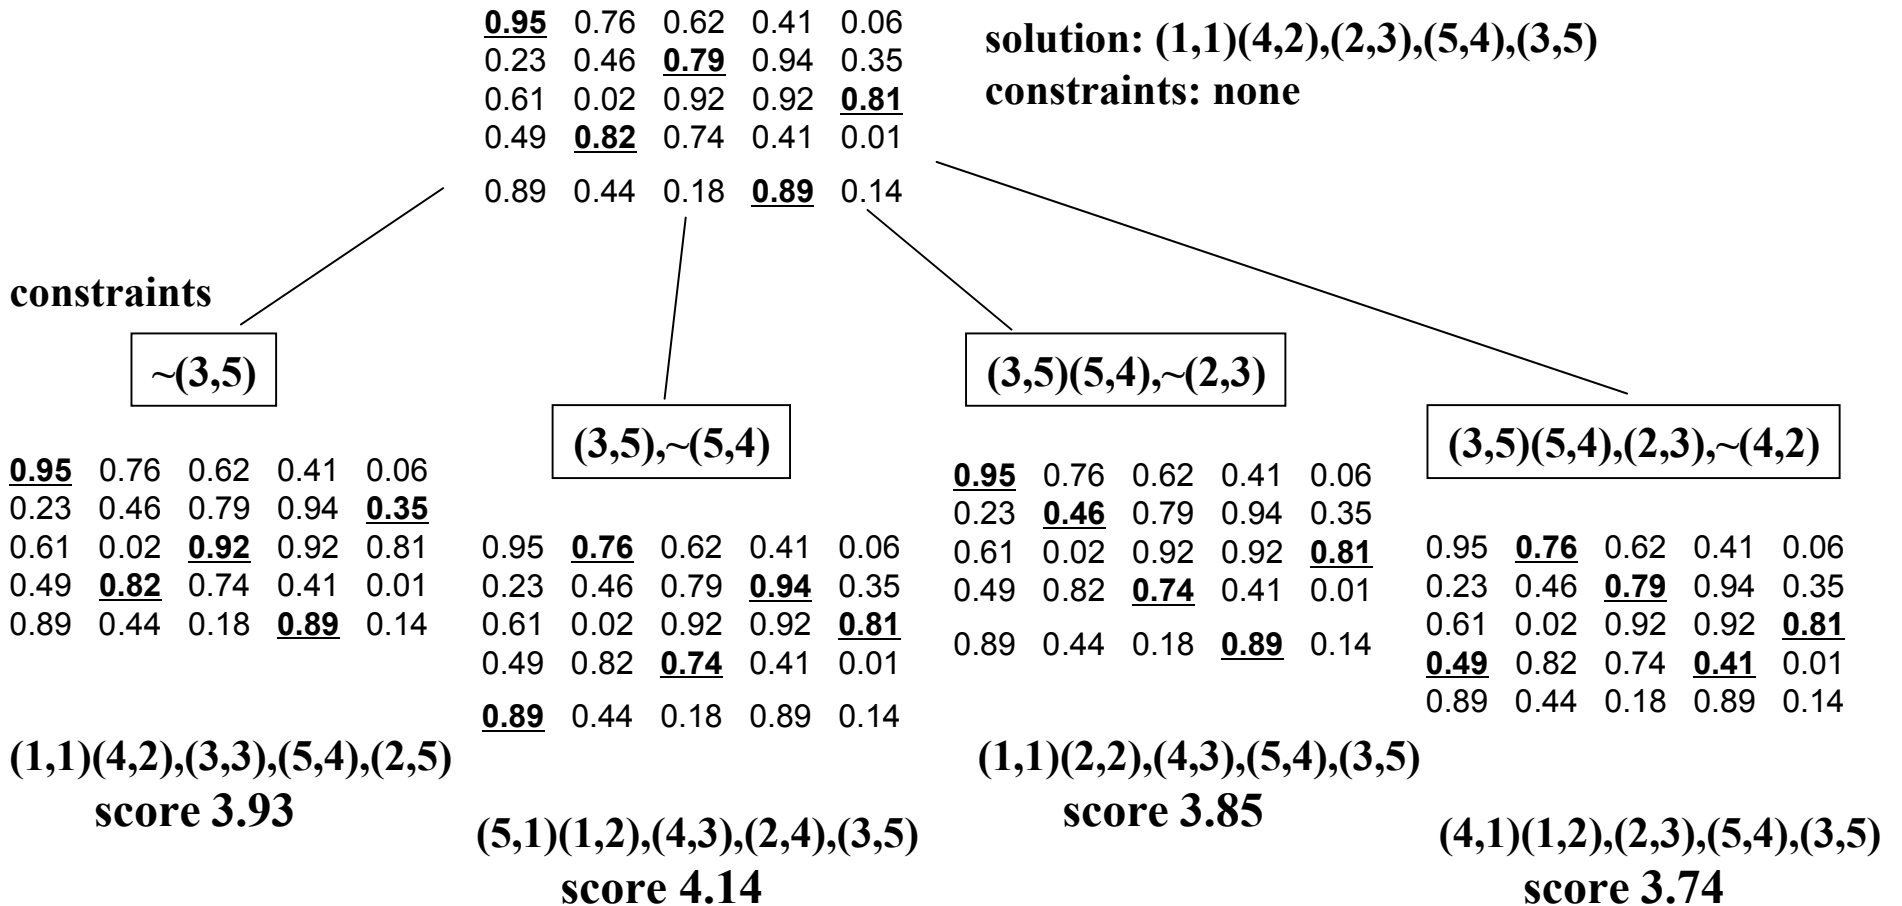 0.95 0.76 0.62 0.41 0.06
0.23 0.46 0.79 0.94 0.35
0.61 0.02 0.92 0.92 0.81
0.49 0.82 0.74 0.41 0.01
0.89 0.44 0.18 0.89 0.14
solution: (1,1)(4,2),(2,3),(5,4),(3,5)
constraints: none
constraints
~(3,5)
0.95 0.76 0.62 0.41 0.06
0.23 0.46 0.79 0.94 0.35
0.61 0.02 0.92 0.92 0.81
0.49 0.82 0.74 0.41 0.01
0.89 0.44 0.18 0.89 0.14
(1,1)(4,2),(3,3),(5,4),(2,5)
score 3.93
(3,5),~(5,4)
0.95 0.76 0.62 0.41 0.06
0.23 0.46 0.79 0.94 0.35
0.61 0.02 0.92 0.92 0.81
0.49 0.82 0.74 0.41 0.01
0.89 0.44 0.18 0.89 0.14
(5,1)(1,2),(4,3),(2,4),(3,5)
score 4.14
(3,5)(5,4),~(2,3)
0.95 0.76 0.62 0.41 0.06
0.23 0.46 0.79 0.94 0.35
0.61 0.02 0.92 0.92 0.81
0.49 0.82 0.74 0.41 0.01
0.89 0.44 0.18 0.89 0.14
(1,1)(2,2),(4,3),(5,4),(3,5)
score 3.85
(3,5)(5,4),(2,3),~(4,2)
0.95 0.76 0.62 0.41 0.06
0.23 0.46 0.79 0.94 0.35
0.61 0.02 0.92 0.92 0.81
0.49 0.82 0.74 0.41 0.01
0.89 0.44 0.18 0.89 0.14
(4,1)(1,2),(2,3),(5,4),(3,5)
score 3.74